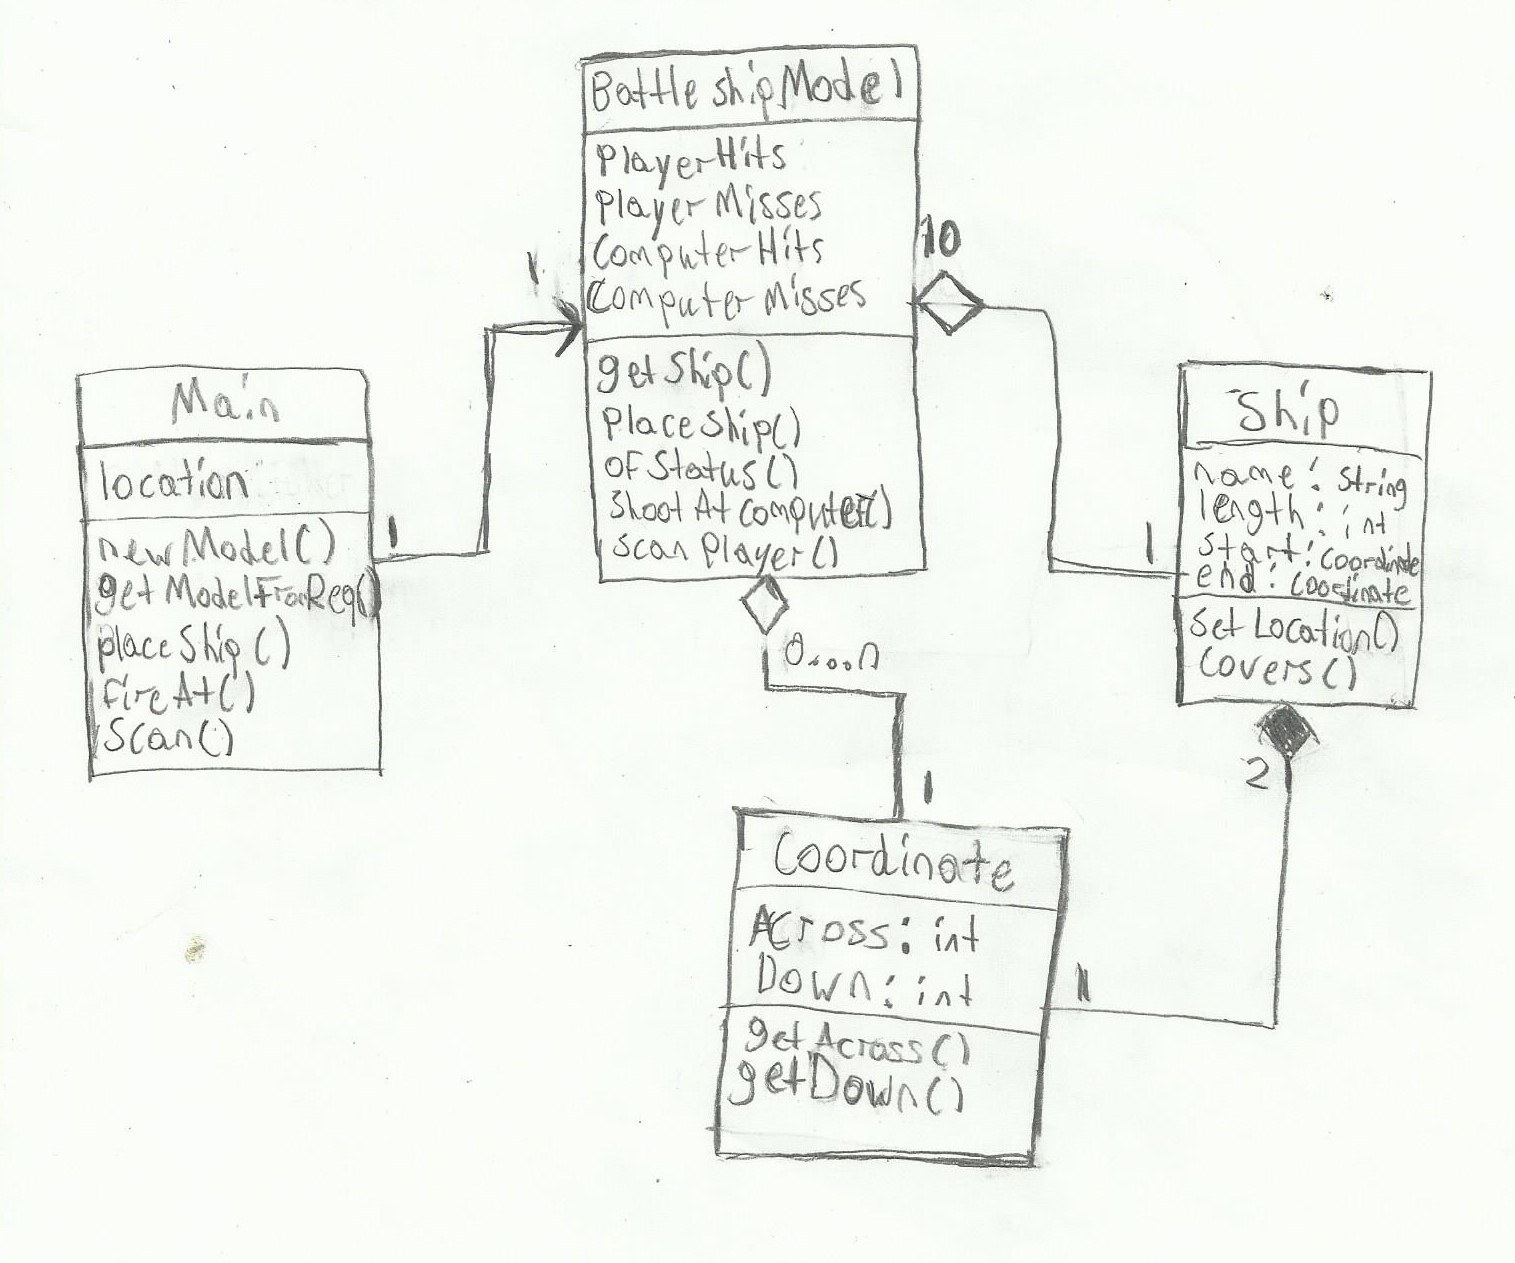 BattleshipModel
PlayerHits
PlayerMisses
ComputerHits
ComputerMisses
getShip()
PlaceShip()
OfStatus()
ShootAtComputer()
scanPlayer()
10
1
1
Main
location
newModel()
getModelFromReq()
placeShip()
fireAt()
Scan()
1
Ship
name: String
length: int
start: Coordinate
end: Coordinate
setLocation()
covers()
1
0....n
2
1
Coordinate
Across: int
Down: int
getAcross()
getDown()